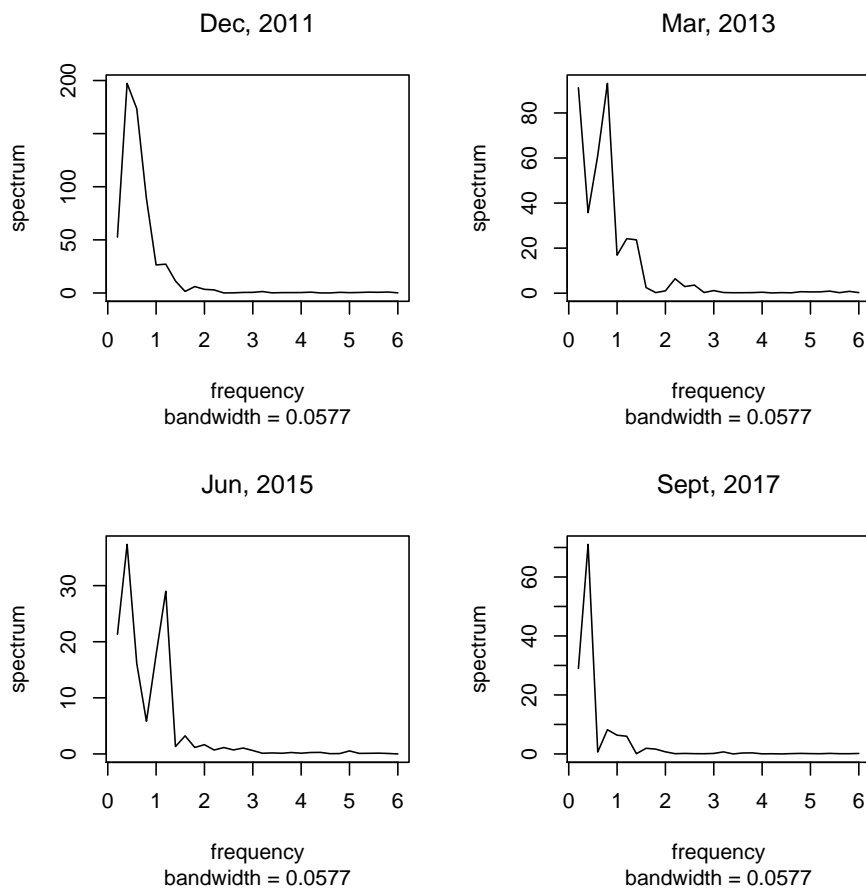 Dec, 2011
spectrum
0
50
100
200
0 1 2 3 4 5 6
frequency
bandwidth = 0.0577
Mar, 2013
spectrum
0 20 40 60 80
0 1 2 3 4 5 6
frequency
bandwidth = 0.0577
Jun, 2015
spectrum
0 10 20 30
0 1 2 3 4 5 6
frequency
bandwidth = 0.0577
Sept, 2017
spectrum
0 20 40 60
0 1 2 3 4 5 6
frequency
bandwidth = 0.0577